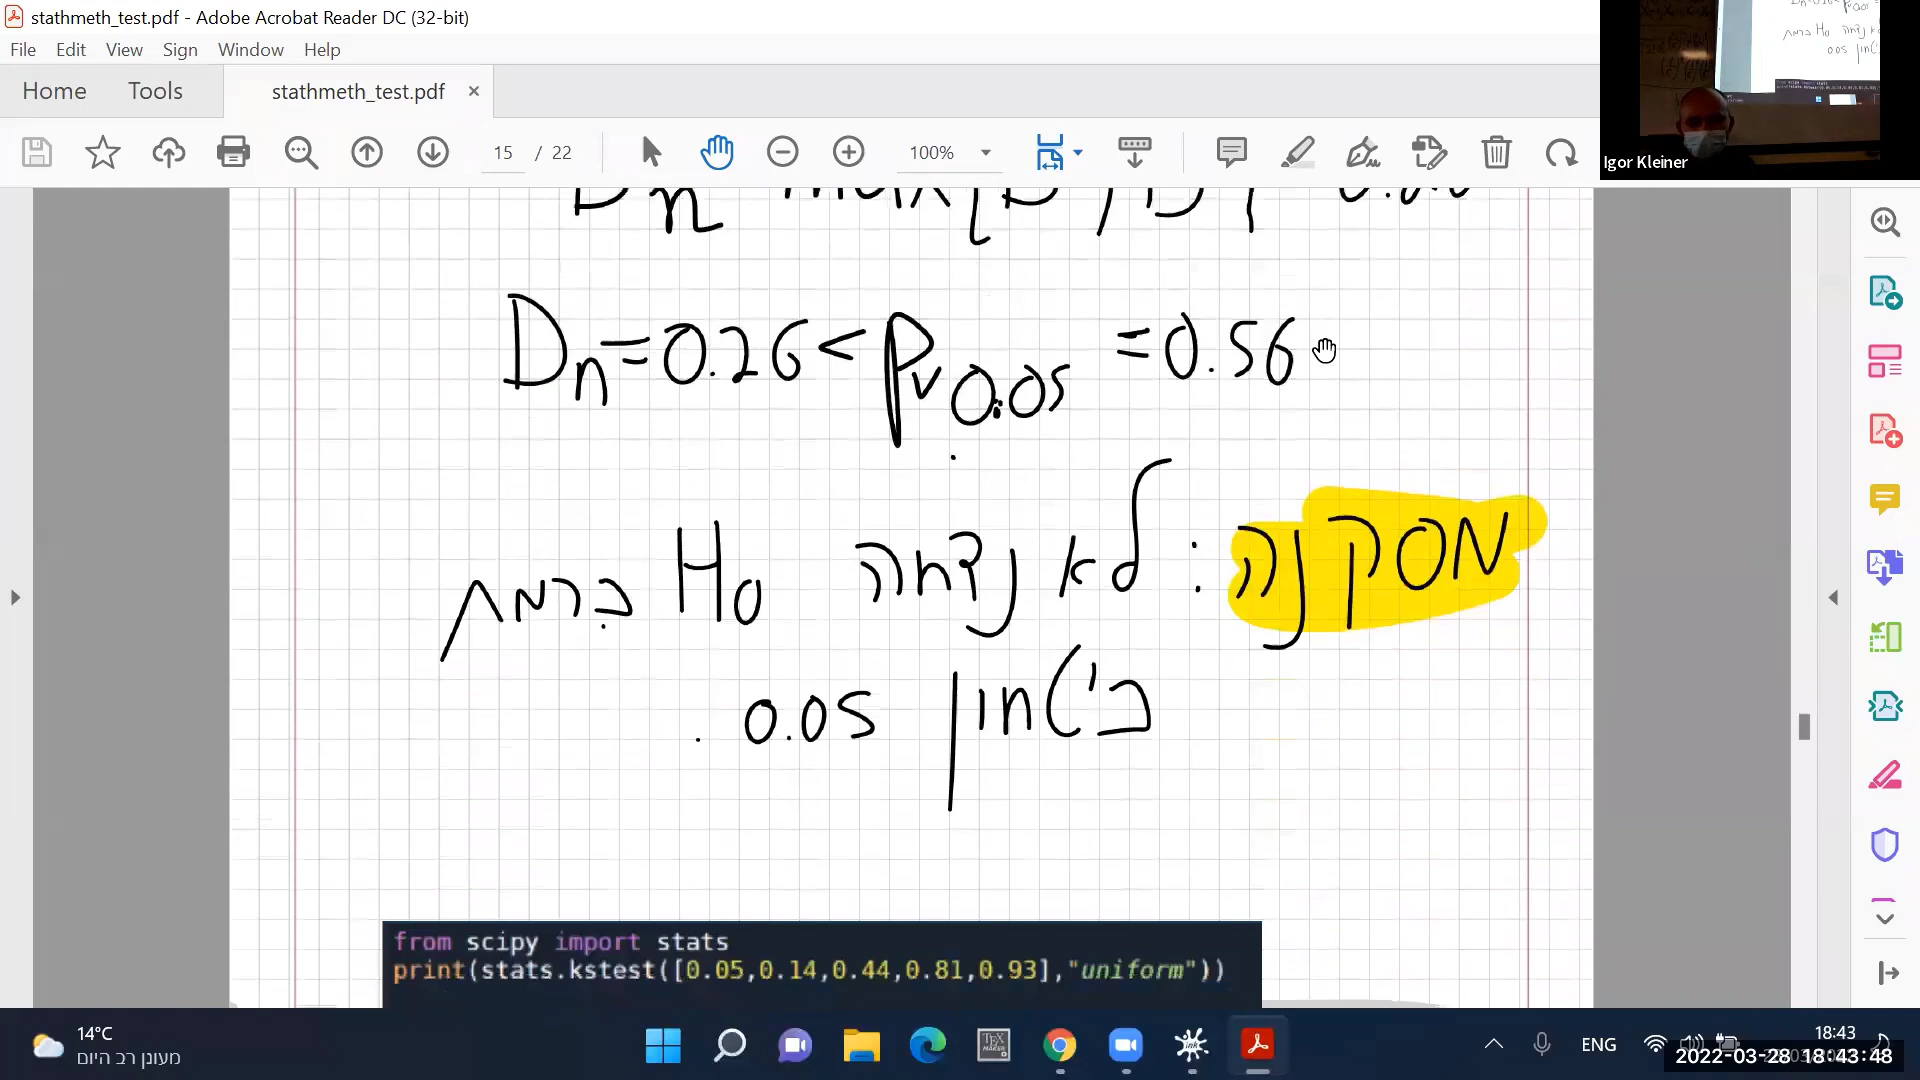 stathmeth_test.pdf - Adobe Acrobat Reader DC (32-bit)
File Edit View Sign Window Help
Home Tools stathmeth_test.pdf ×
15 / 22 100%
Igor Kleiner
Dn = 0.26 < Pv 0.05 = 0.56
מסקנה: לא נדחה H0 ברמת
ביטחון 0.05.
from scipy import stats
print(stats.kstest([0.05,0.14,0.44,0.81,0.93],"uniform"))
14°C
מעונן רב היום
ENG
18:43
2022-03-28 18:43:48